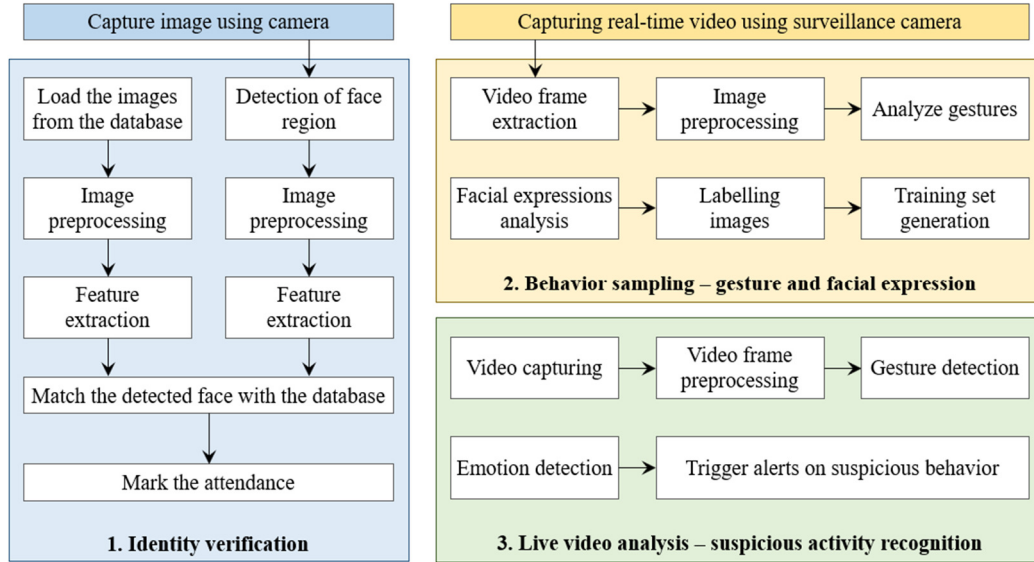 Capture image using camera
Load the images
from the database
Detection of face
region
Image
preprocessing
Image
preprocessing
Feature
extraction
Feature
extraction
Match the detected face with the database
Mark the attendance
1. Identity verification
Capturing real-time video using surveillance camera
Video frame
extraction
Image
preprocessing
Analyze gestures
Facial expressions
analysis
Labelling
images
Training set
generation
2. Behavior sampling – gesture and facial expression
Video capturing
Video frame
preprocessing
Gesture detection
Emotion detection
Trigger alerts on suspicious behavior
3. Live video analysis – suspicious activity recognition